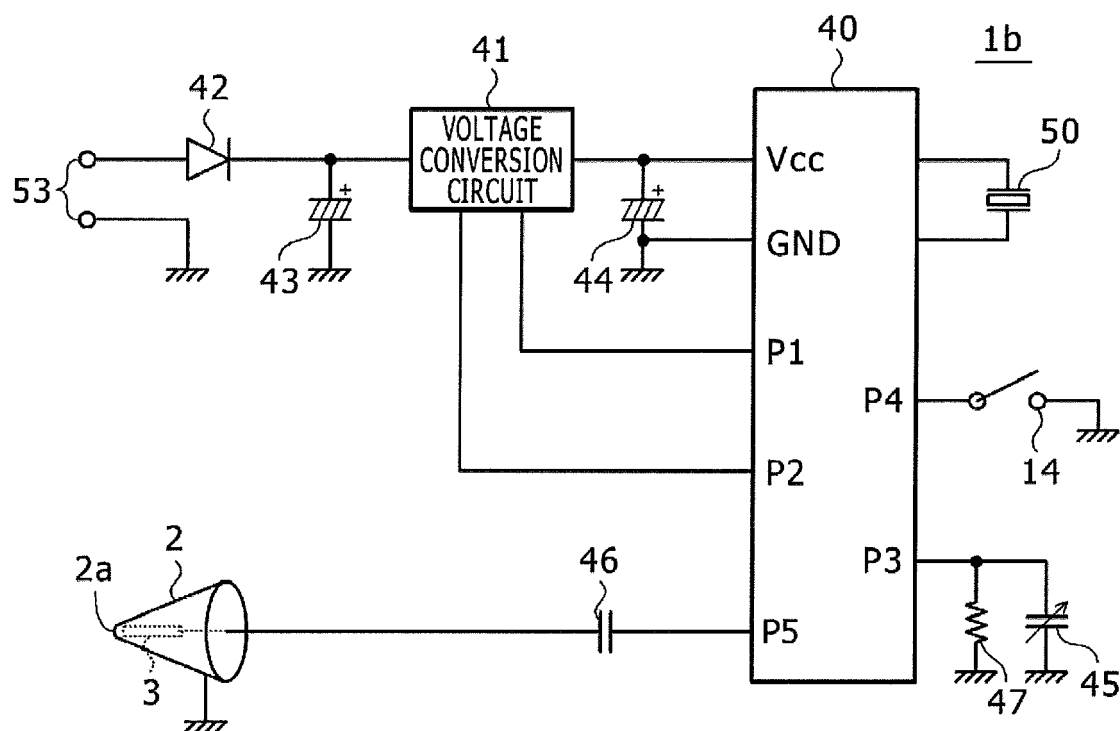 1b
40
41
42
VOLTAGE
CONVERSION
CIRCUIT
50
53
Vcc
GND
43
44
P1
P4
14
P2
2
2a
46
P3
3
P5
47
45